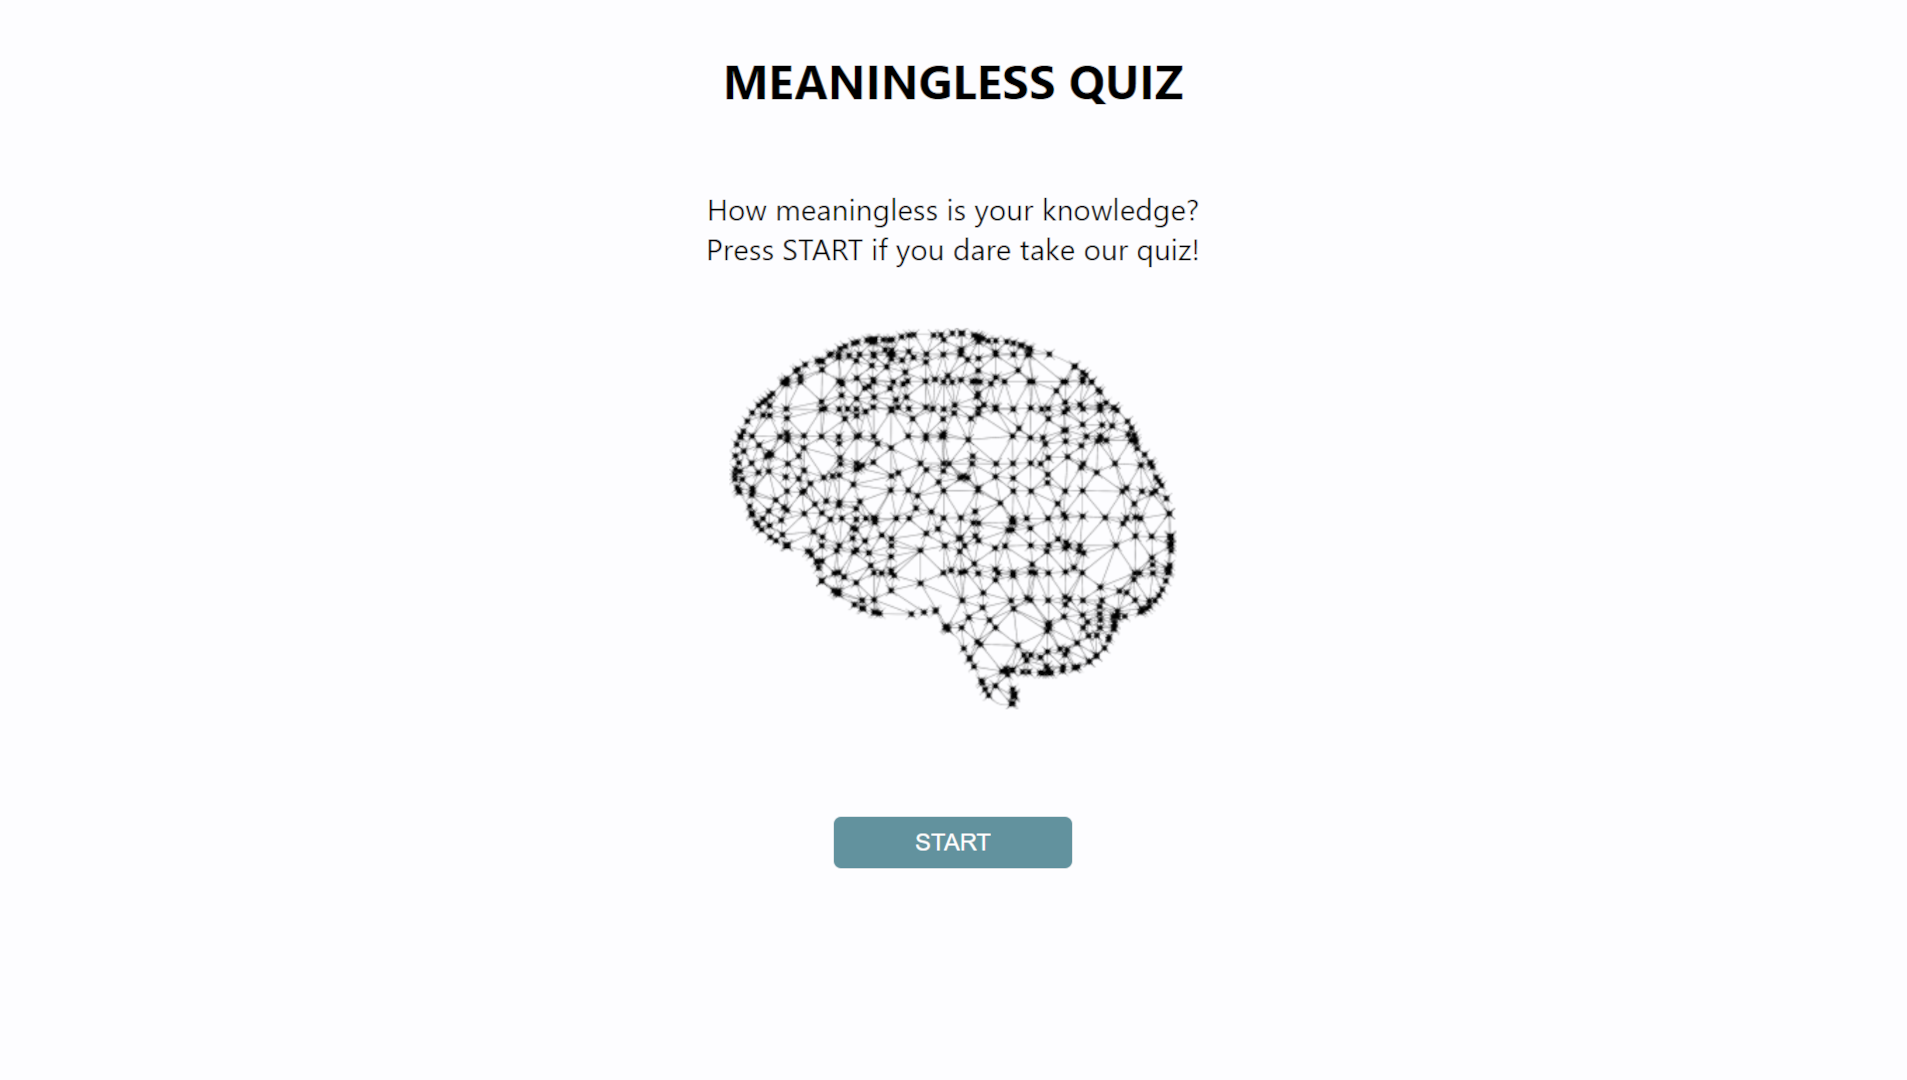 MEANINGLESS QUIZ
How meaningless is your knowledge?
Press START if you dare take our quiz!
START